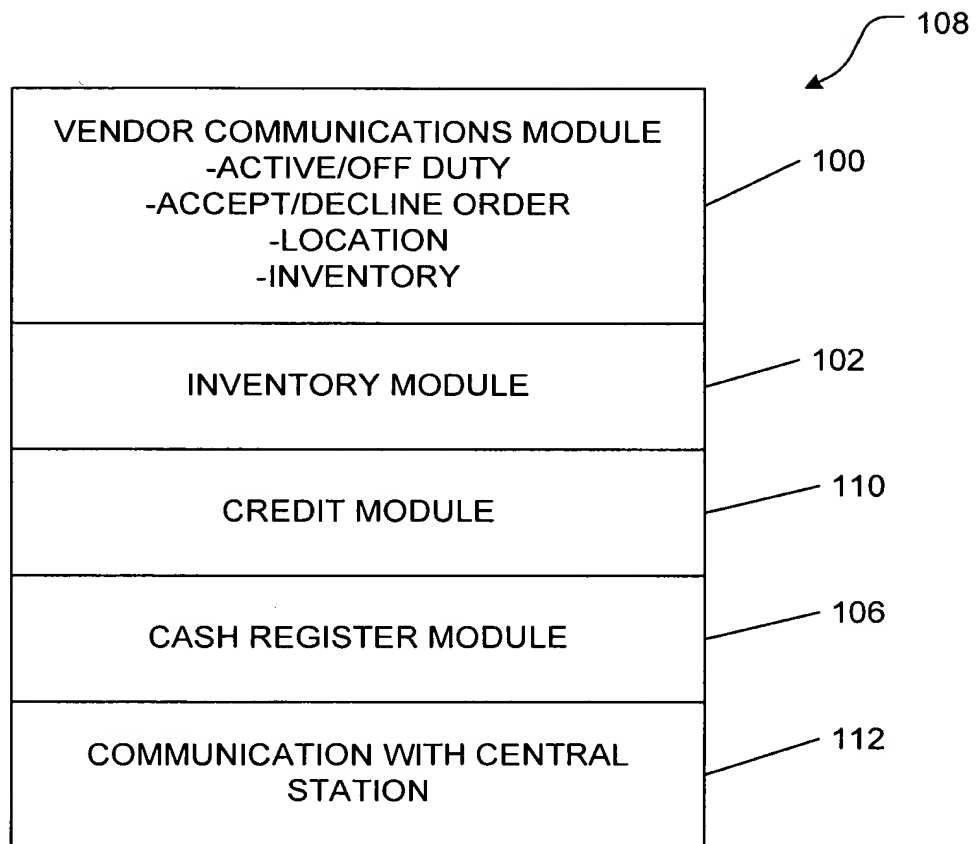 108
VENDOR COMMUNICATIONS MODULE
-ACTIVE/OFF DUTY
-ACCEPT/DECLINE ORDER
-LOCATION
-INVENTORY
100
INVENTORY MODULE
102
CREDIT MODULE
110
CASH REGISTER MODULE
106
COMMUNICATION WITH CENTRAL
STATION
112